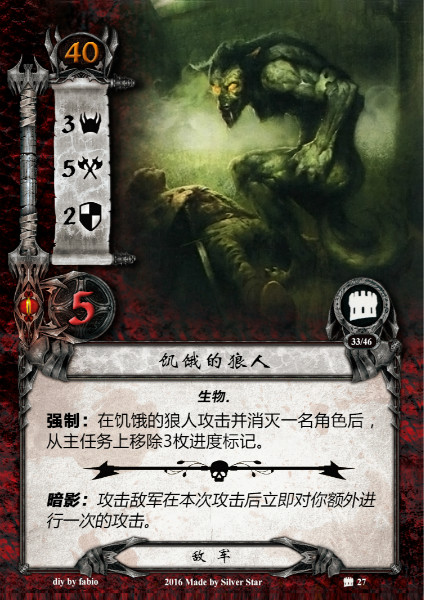 40
3
5
2
5
33/46
饥饿的狼人
生物.
强制：在饥饿的狼人攻击并消灭一名角色后，
从主任务上移除3枚进度标记。
暗影：攻击敌军在本次攻击后立即对你额外进
行一次的攻击。
敌军
diy by fabio 2016 Made by Silver Star 27